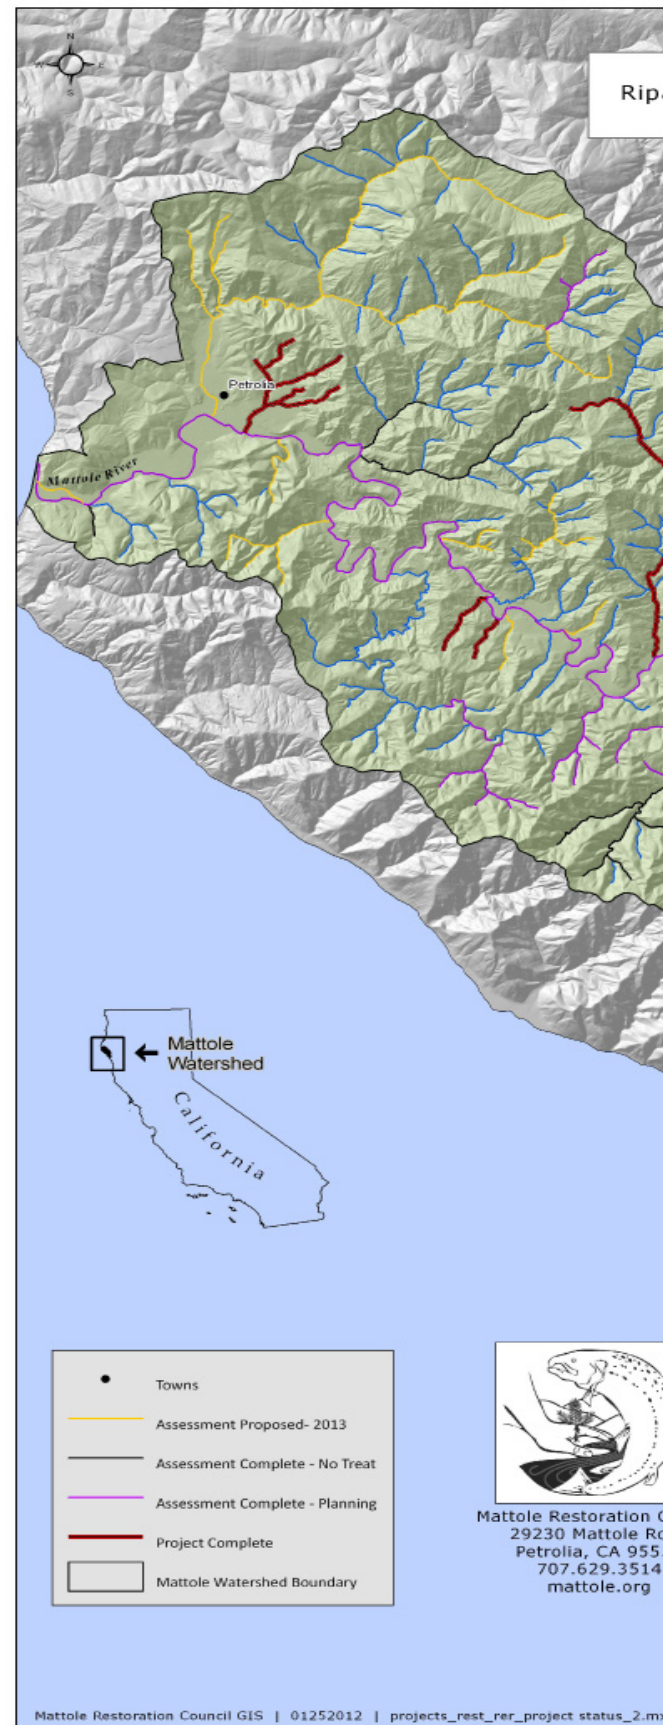 N
W E
S
Ripa
Petrolia
Mattole River
Mattole
Watershed
California
Towns
Assessment Proposed- 2013
Assessment Complete - No Treat
Assessment Complete - Planning
Project Complete
Mattole Watershed Boundary
Mattole Restoration
29230 Mattole Ro
Petrolia, CA 955
707.629.3514
mattole.org
Mattole Restoration Council GIS | 01252012 | projects_rest_rer_project status_2.mx